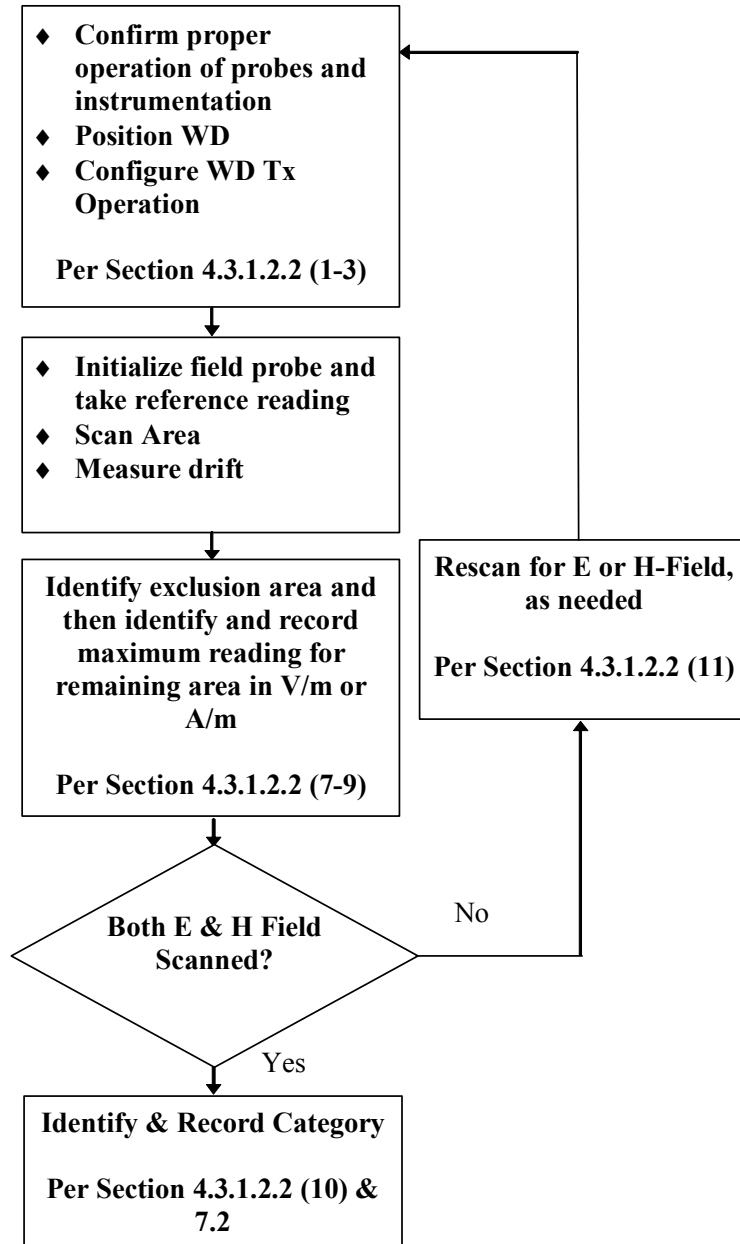 ♦ Confirm proper
operation of probes and
instrumentation
♦ Position WD
♦ Configure WD Tx
Operation
Per Section 4.3.1.2.2 (1-3)
♦ Initialize field probe and
take reference reading
♦ Scan Area
♦ Measure drift
Identify exclusion area and
then identify and record
maximum reading for
remaining area in V/m or
A/m
Per Section 4.3.1.2.2 (7-9)
Rescan for E or H-Field,
as needed
Per Section 4.3.1.2.2 (11)
Both E & H Field
Scanned?
No
Yes
Identify & Record Category
Per Section 4.3.1.2.2 (10) &
7.2